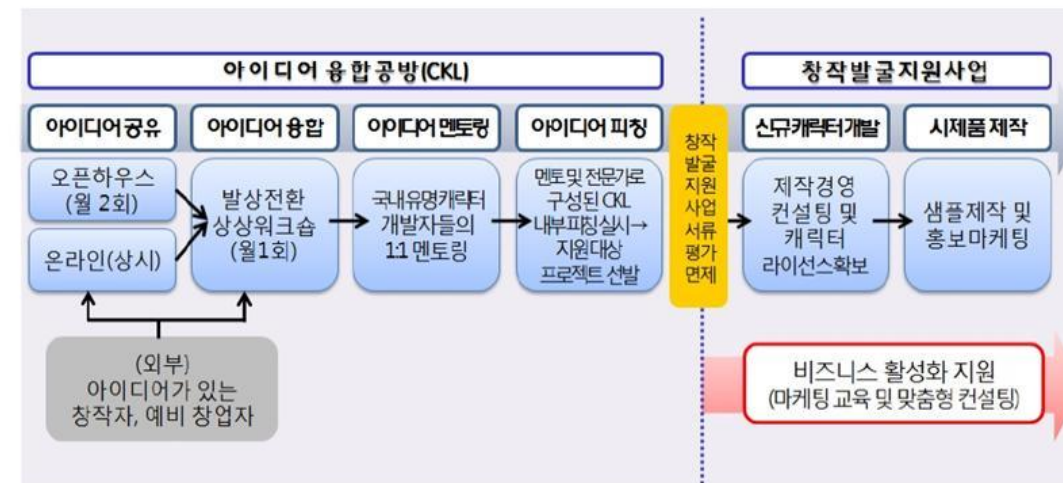 아이디어 융합공방(CKL)
창작발굴지원사업
아이디어 공유
아이디어 융합
아이디어 멘토링
아이디어 피칭
신규캐릭터개발
시제품 제작
오픈하우스
(월 2회)
온라인(상시)
발상전환
상상워크숍
(월1회)
국내유명캐릭터
개발자들의
1:1 멘토링
멘토 및 전문가로
구성된 CKL
내부피칭실시→
지원대상
프로젝트 선발
창작
발굴
지원
사업
서류
평가
면제
제작경영
컨설팅 및
캐릭터
라이선스확보
샘플제작 및
홍보마케팅
(외부)
아이디어가 있는
창작자, 예비 창업자
비즈니스 활성화 지원
(마케팅 교육 및 맞춤형 컨설팅)